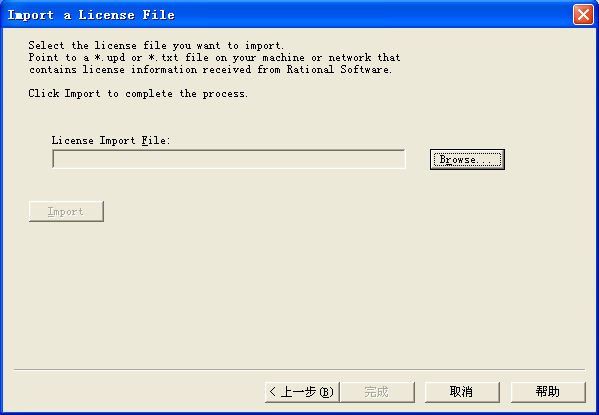 Import a License File
Select the license file you want to import.
Point to a *.upd or *.txt file on your machine or network that
contains license information received from Rational Software.
Click Import to complete the process.
License Import File:
Browse...
Import
< 上一步(B)
完成
取消
帮助